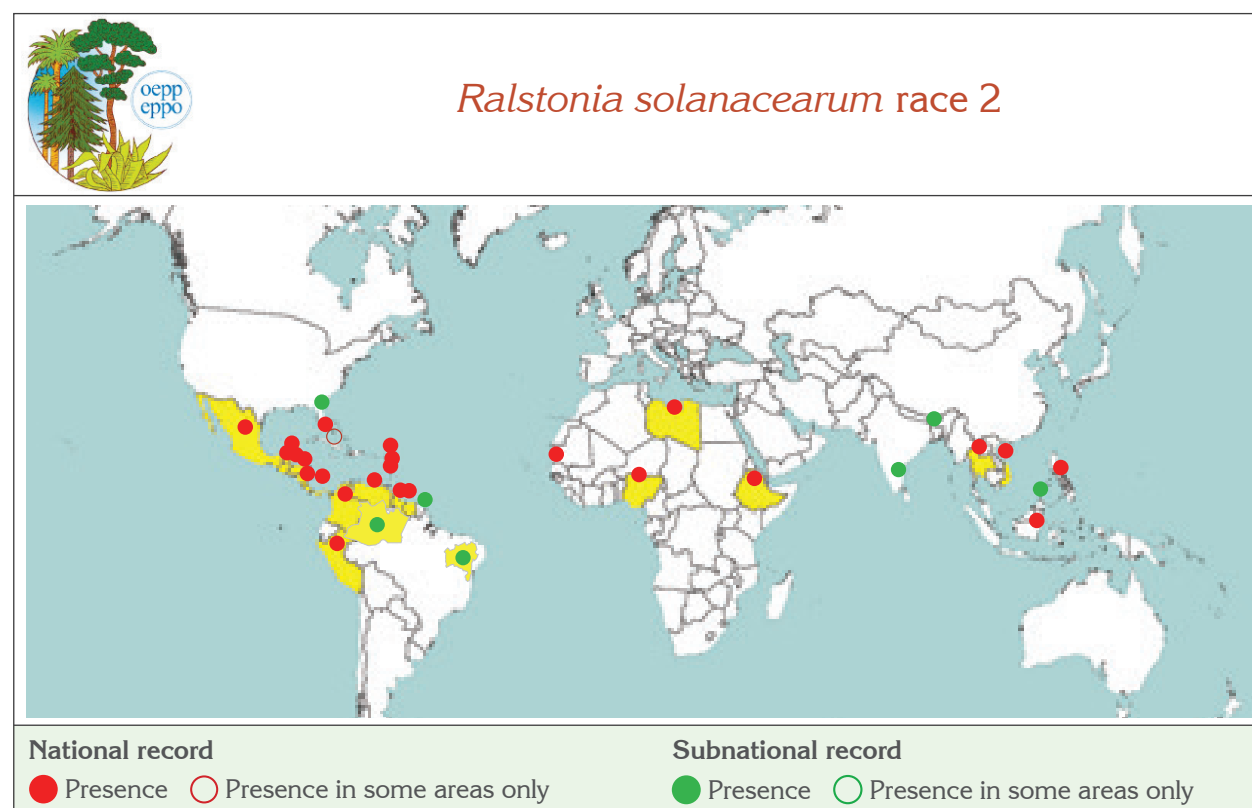 oepp
eppo
Ralstonia solanacearum race 2
National record
Presence
Presence in some areas only
Subnational record
Presence
Presence in some areas only